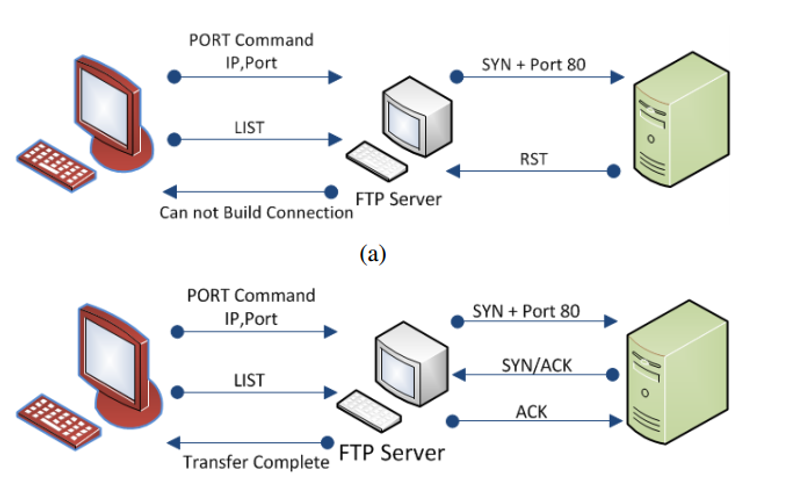 PORT Command
IP,Port
SYN + Port 80
LIST
RST
Can not Build Connection
FTP Server
(a)
PORT Command
IP,Port
SYN + Port 80
SYN/ACK
LIST
ACK
Transfer Complete
FTP Server